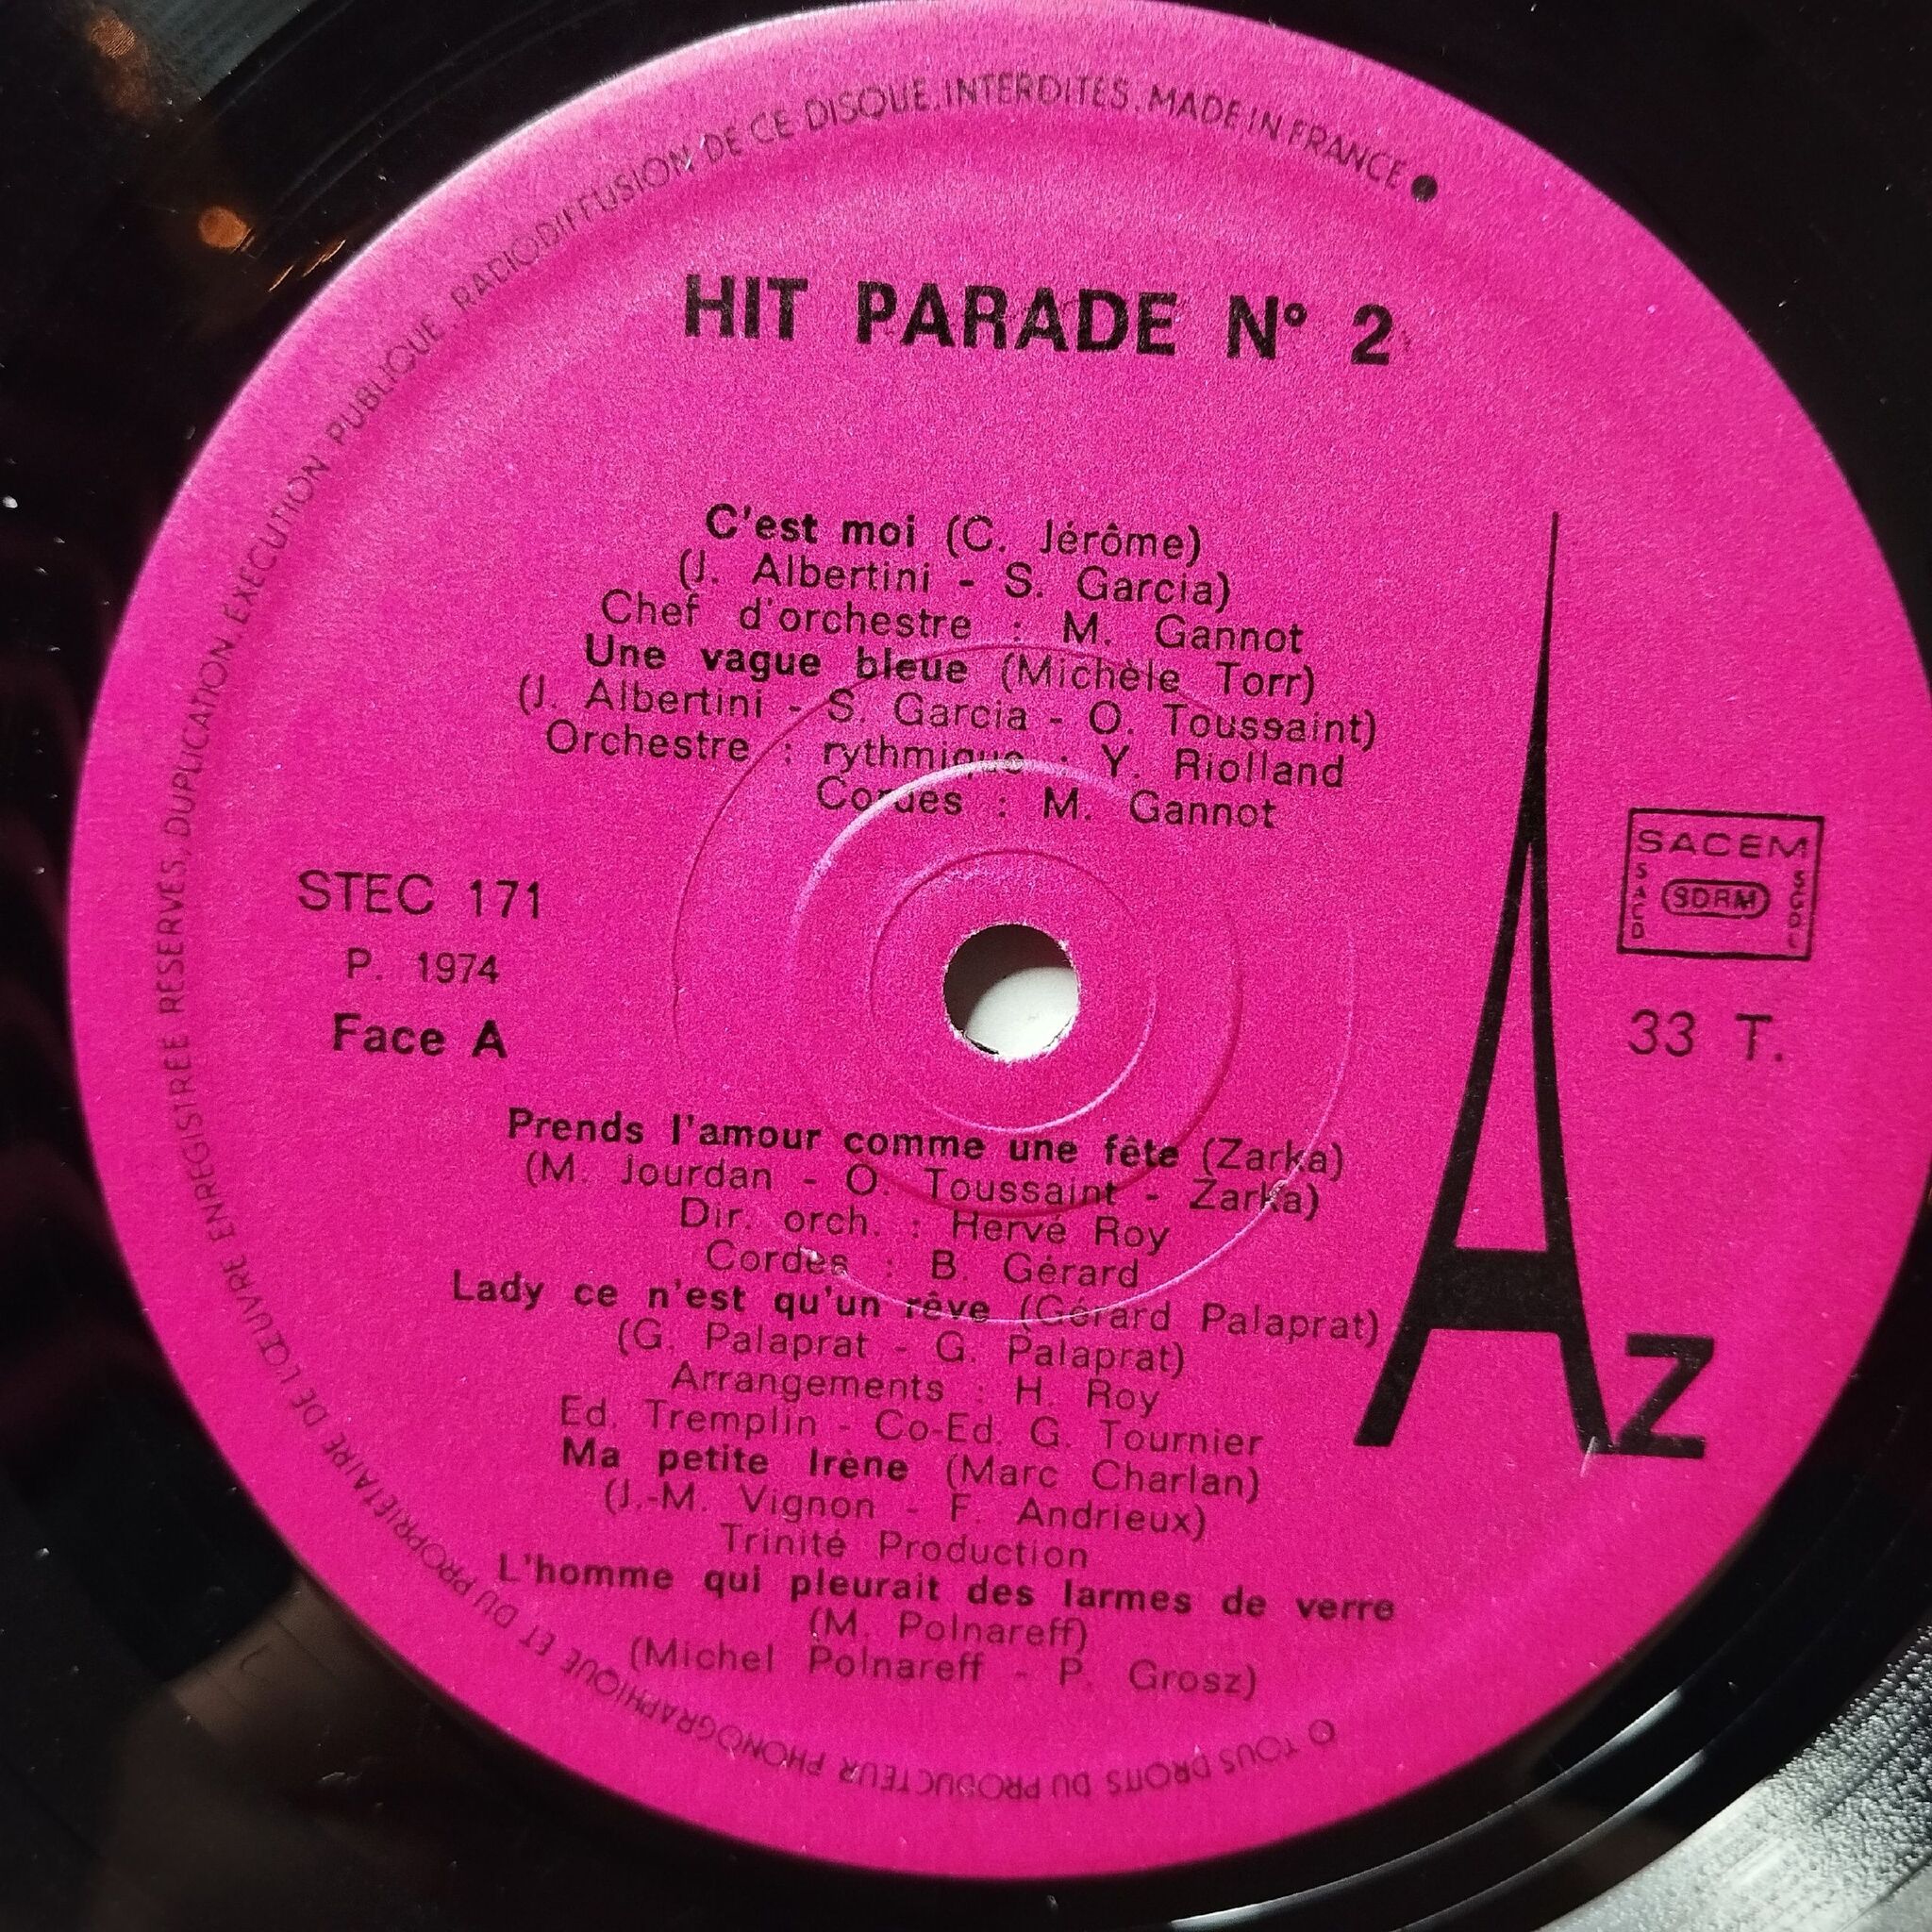 HIT PARADE N° 2
C'est moi (C. Jérôme)
(J. Albertini - S. Garcia)
Chef d'orchestre : M. Gannot
Une vague bleue (Michèle Torr)
(J. Albertini - S. Garcia - O. Toussaint)
Orchestre : rythmique : Y. Riolland
Cordes : M. Gannot
STEC 171
P. 1974
Face A
SACEM
SACD
SDRM
SGDL
33 T.
Prends l'amour comme une fête (Zarka)
(M. Jourdan - O. Toussaint - Zarka)
Dir. orch. : Hervé Roy
Cordes : B. Gérard
Lady ce n'est qu'un rêve (Gérard Palaprat)
(G. Palaprat - G. Palaprat)
Arrangements : H. Roy
Ed. Tremplin - Co-Ed. G. Tournier
Ma petite Irène (Marc Charlan)
(J.-M. Vignon - F. Andrieux)
Trinité Production
L'homme qui pleurait des larmes de verre
(M. Polnareff)
(Michel Polnareff - P. Grosz)
Az
TOUS DROITS DU PRODUCTEUR PHONOGRAPHIQUE ET DU PROPRIETAIRE DE L'ŒUVRE ENREGISTRÉE RESERVES, DUPLICATION, EXECUTION PUBLIQUE, RADIODIFFUSION DE CE DISQUE, INTERDITES, MADE IN FRANCE